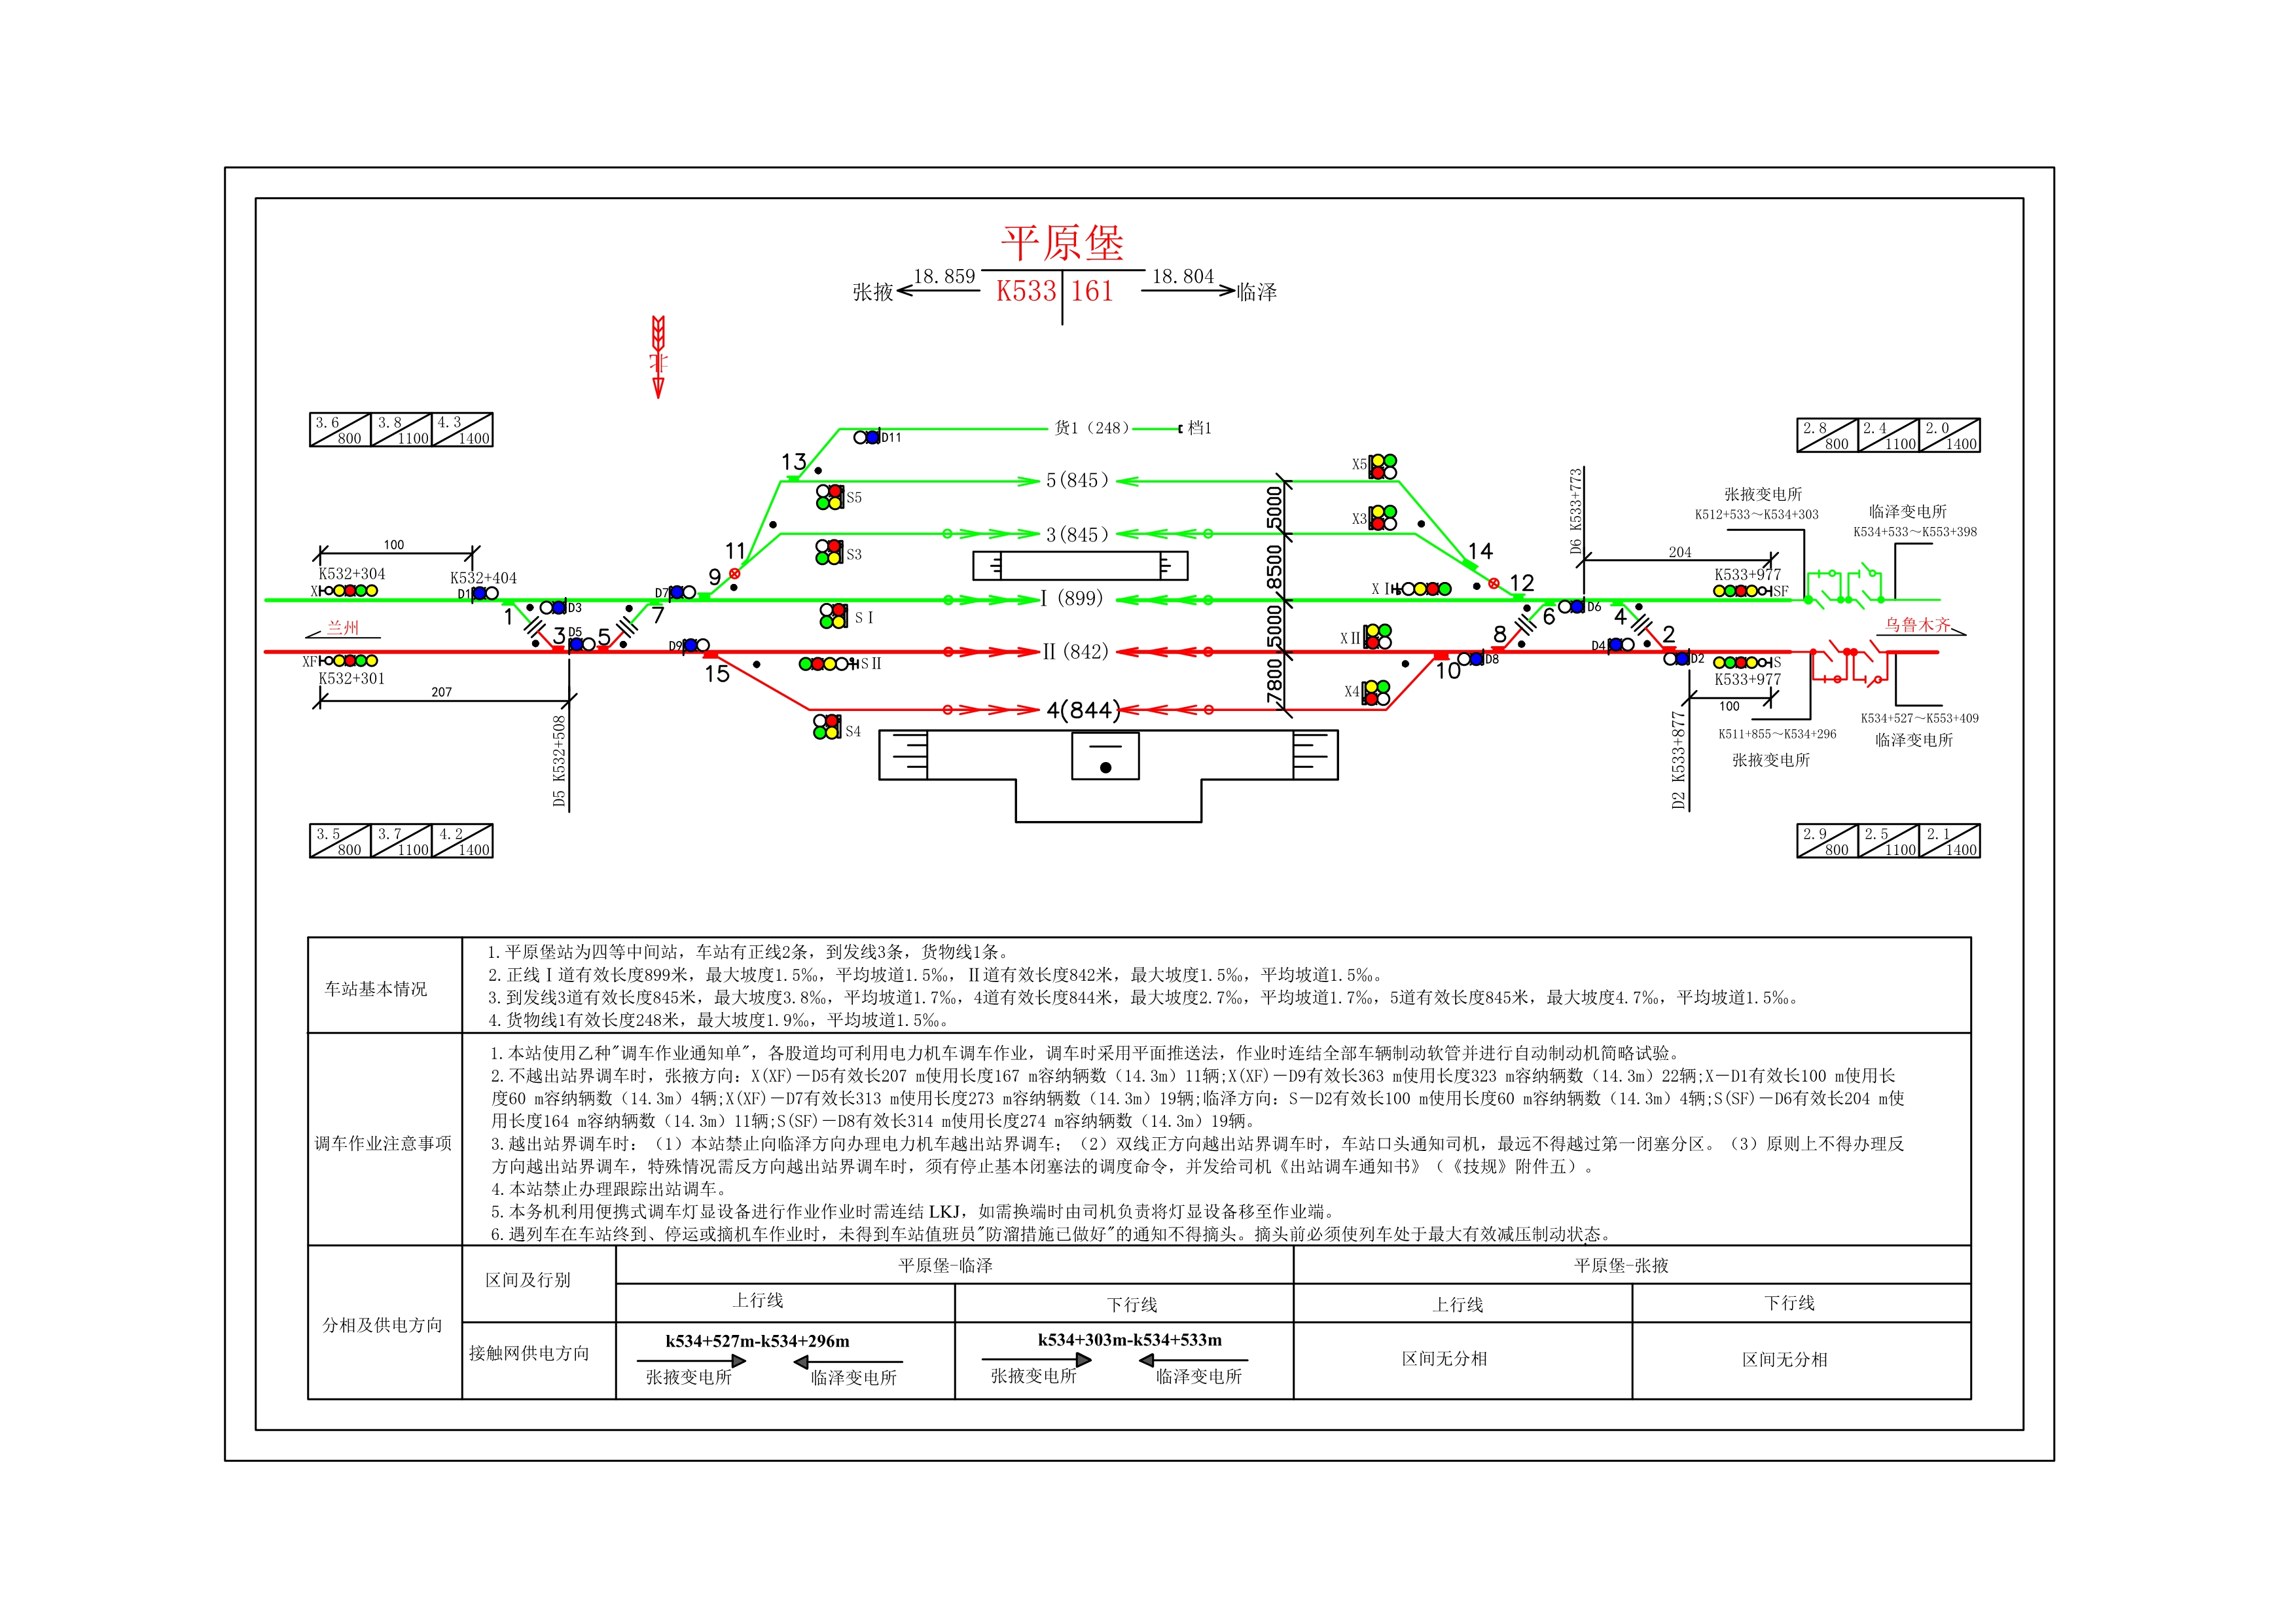 平原堡
18.859
18.804
张掖
K533
161
临泽
北
3.6
800
3.8
1100
4.3
1400
2.8
800
2.4
1100
2.0
1400
货1（248）
档1
D11
13
5(845)
X5
S5
5000
D6 K533+773
张掖变电所
K512+533～K534+303
临泽变电所
K534+533～K553+398
3(845)
X3
S3
100
11
14
204
K532+304
K532+404
9
12
K533+977
8500
X
D1
D7
XⅠ
SF
Ⅰ(899)
D3
D6
1
7
SⅠ
6
4
兰州
乌鲁木齐
5000
3
D5
5
8
2
XⅡ
D9
D4
XF
Ⅱ(842)
SⅡ
D8
D2
S
K532+301
15
10
K533+977
207
7800
X4
100
4(844)
S4
K534+527～K553+409
K511+855～K534+296
临泽变电所
张掖变电所
D5 K532+508
D2 K533+877
3.5
800
3.7
1100
4.2
1400
2.9
800
2.5
1100
2.1
1400
车站基本情况
1.平原堡站为四等中间站，车站有正线2条，到发线3条，货物线1条。
2.正线Ⅰ道有效长度899米，最大坡度1.5‰，平均坡道1.5‰，Ⅱ道有效长度842米，最大坡度1.5‰，平均坡道1.5‰。
3.到发线3道有效长度845米，最大坡度3.8‰，平均坡道1.7‰，4道有效长度844米，最大坡度2.7‰，平均坡道1.7‰，5道有效长度845米，最大坡度4.7‰，平均坡道1.5‰。
4.货物线1有效长度248米，最大坡度1.9‰，平均坡道1.5‰。
调车作业注意事项
1.本站使用乙种"调车作业通知单"，各股道均可利用电力机车调车作业，调车时采用平面推送法，作业时连结全部车辆制动软管并进行自动制动机简略试验。
2.不越出站界调车时，张掖方向：X(XF)－D5有效长207 m使用长度167 m容纳辆数（14.3m）11辆;X(XF)－D9有效长363 m使用长度323 m容纳辆数（14.3m）22辆;X－D1有效长100 m使用长
度60 m容纳辆数（14.3m）4辆;X(XF)－D7有效长313 m使用长度273 m容纳辆数（14.3m）19辆;临泽方向：S－D2有效长100 m使用长度60 m容纳辆数（14.3m）4辆;S(SF)－D6有效长204 m使
用长度164 m容纳辆数（14.3m）11辆;S(SF)－D8有效长314 m使用长度274 m容纳辆数（14.3m）19辆。
3.越出站界调车时：（1）本站禁止向临泽方向办理电力机车越出站界调车；（2）双线正方向越出站界调车时，车站口头通知司机，最远不得越过第一闭塞分区。（3）原则上不得办理反
方向越出站界调车，特殊情况需反方向越出站界调车时，须有停止基本闭塞法的调度命令，并发给司机《出站调车通知书》（《技规》附件五）。
4.本站禁止办理跟踪出站调车。
5.本务机利用便携式调车灯显设备进行作业作业时需连结 LKJ，如需换端时由司机负责将灯显设备移至作业端。
6.遇列车在车站终到、停运或摘机车作业时，未得到车站值班员"防溜措施已做好"的通知不得摘头。摘头前必须使列车处于最大有效减压制动状态。
分相及供电方向
区间及行别
平原堡-临泽
平原堡-张掖
上行线
下行线
上行线
下行线
接触网供电方向
k534+527m-k534+296m
k534+303m-k534+533m
张掖变电所
临泽变电所
张掖变电所
临泽变电所
区间无分相
区间无分相